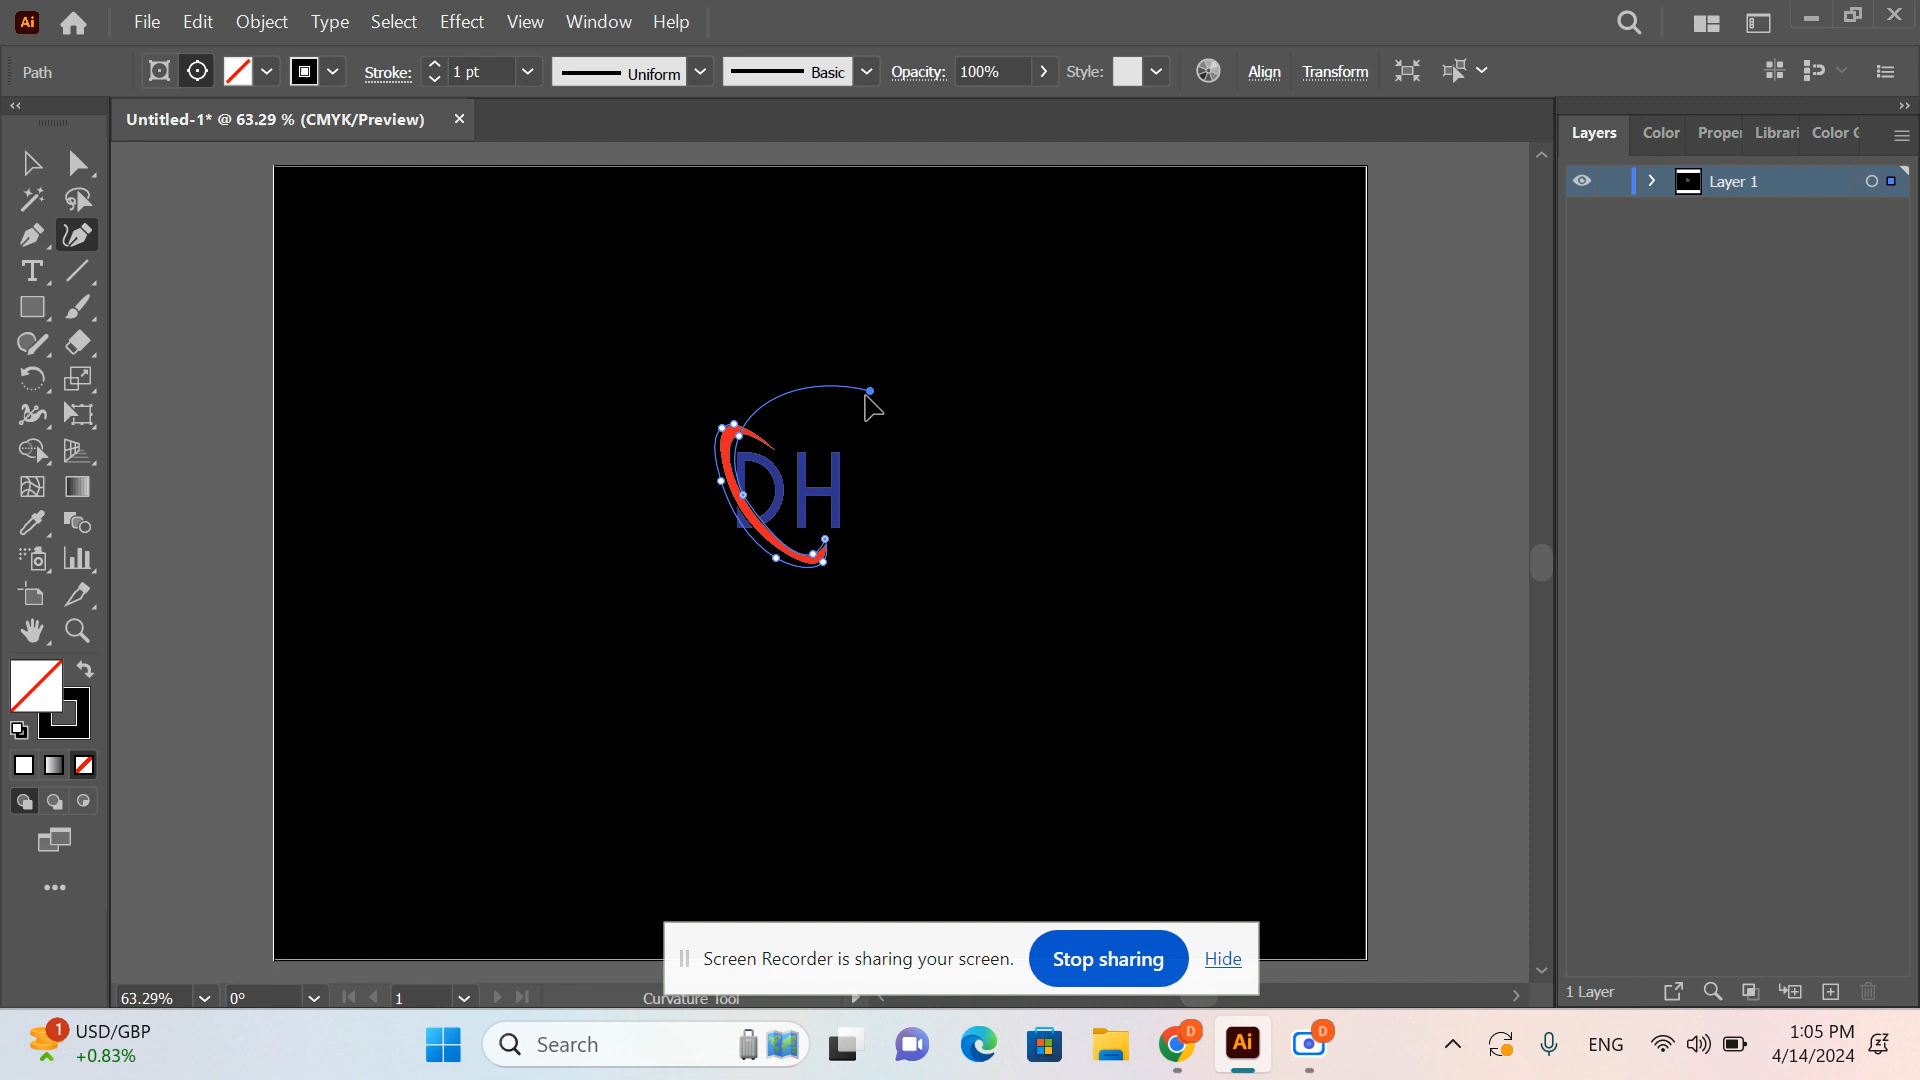 Ai File Edit Object Type Select Effect View Window Help
Path Stroke: 1 pt Uniform Basic Opacity: 100% Style: Align Transform
Untitled-1* @ 63.29 % (CMYK/Preview)
Layers Color Proper Librari Color G
Layer 1
DH
Screen Recorder is sharing your screen. Stop sharing Hide
63.29% 0° 1 Curvature Tool
1 Layer
1 USD/GBP
+0.83%
Search
D Ai D
ENG
1:05 PM
4/14/2024